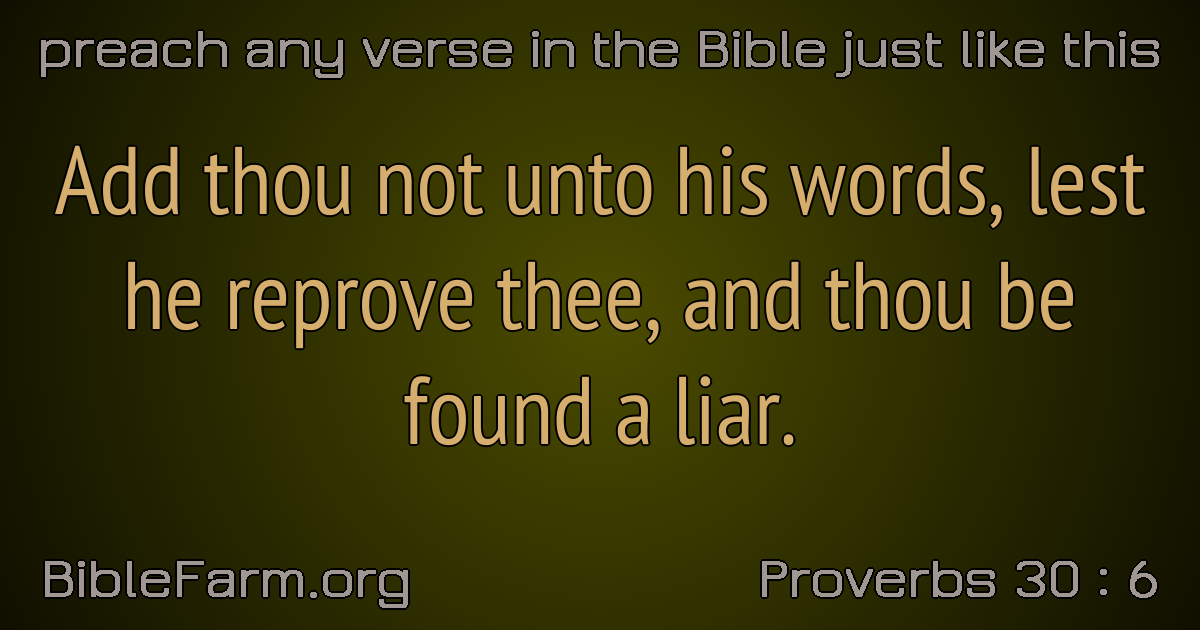 preach any verse in the Bible just like this
Add thou not unto his words, lest
he reprove thee, and thou be
found a liar.
BibleFarm.org
Proverbs 30 : 6